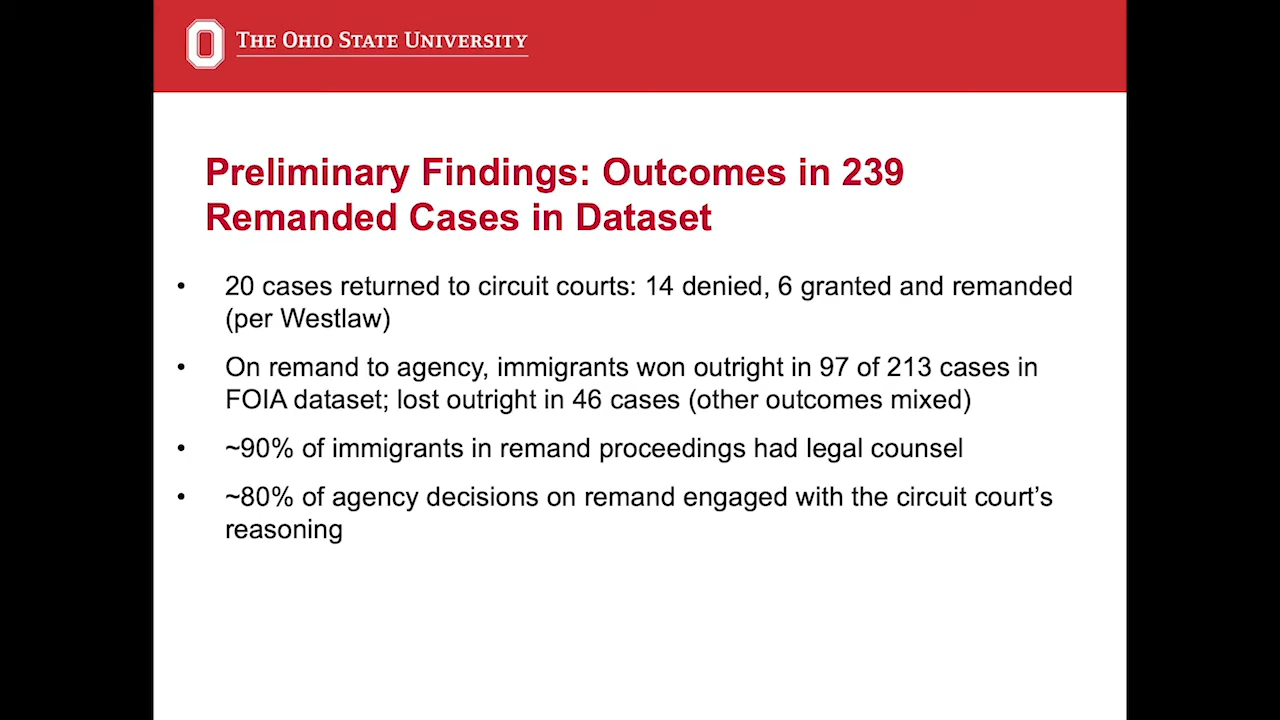 THE OHIO STATE UNIVERSITY
Preliminary Findings: Outcomes in 239
Remanded Cases in Dataset
• 20 cases returned to circuit courts: 14 denied, 6 granted and remanded
(per Westlaw)
• On remand to agency, immigrants won outright in 97 of 213 cases in
FOIA dataset; lost outright in 46 cases (other outcomes mixed)
• ~90% of immigrants in remand proceedings had legal counsel
• ~80% of agency decisions on remand engaged with the circuit court’s
reasoning